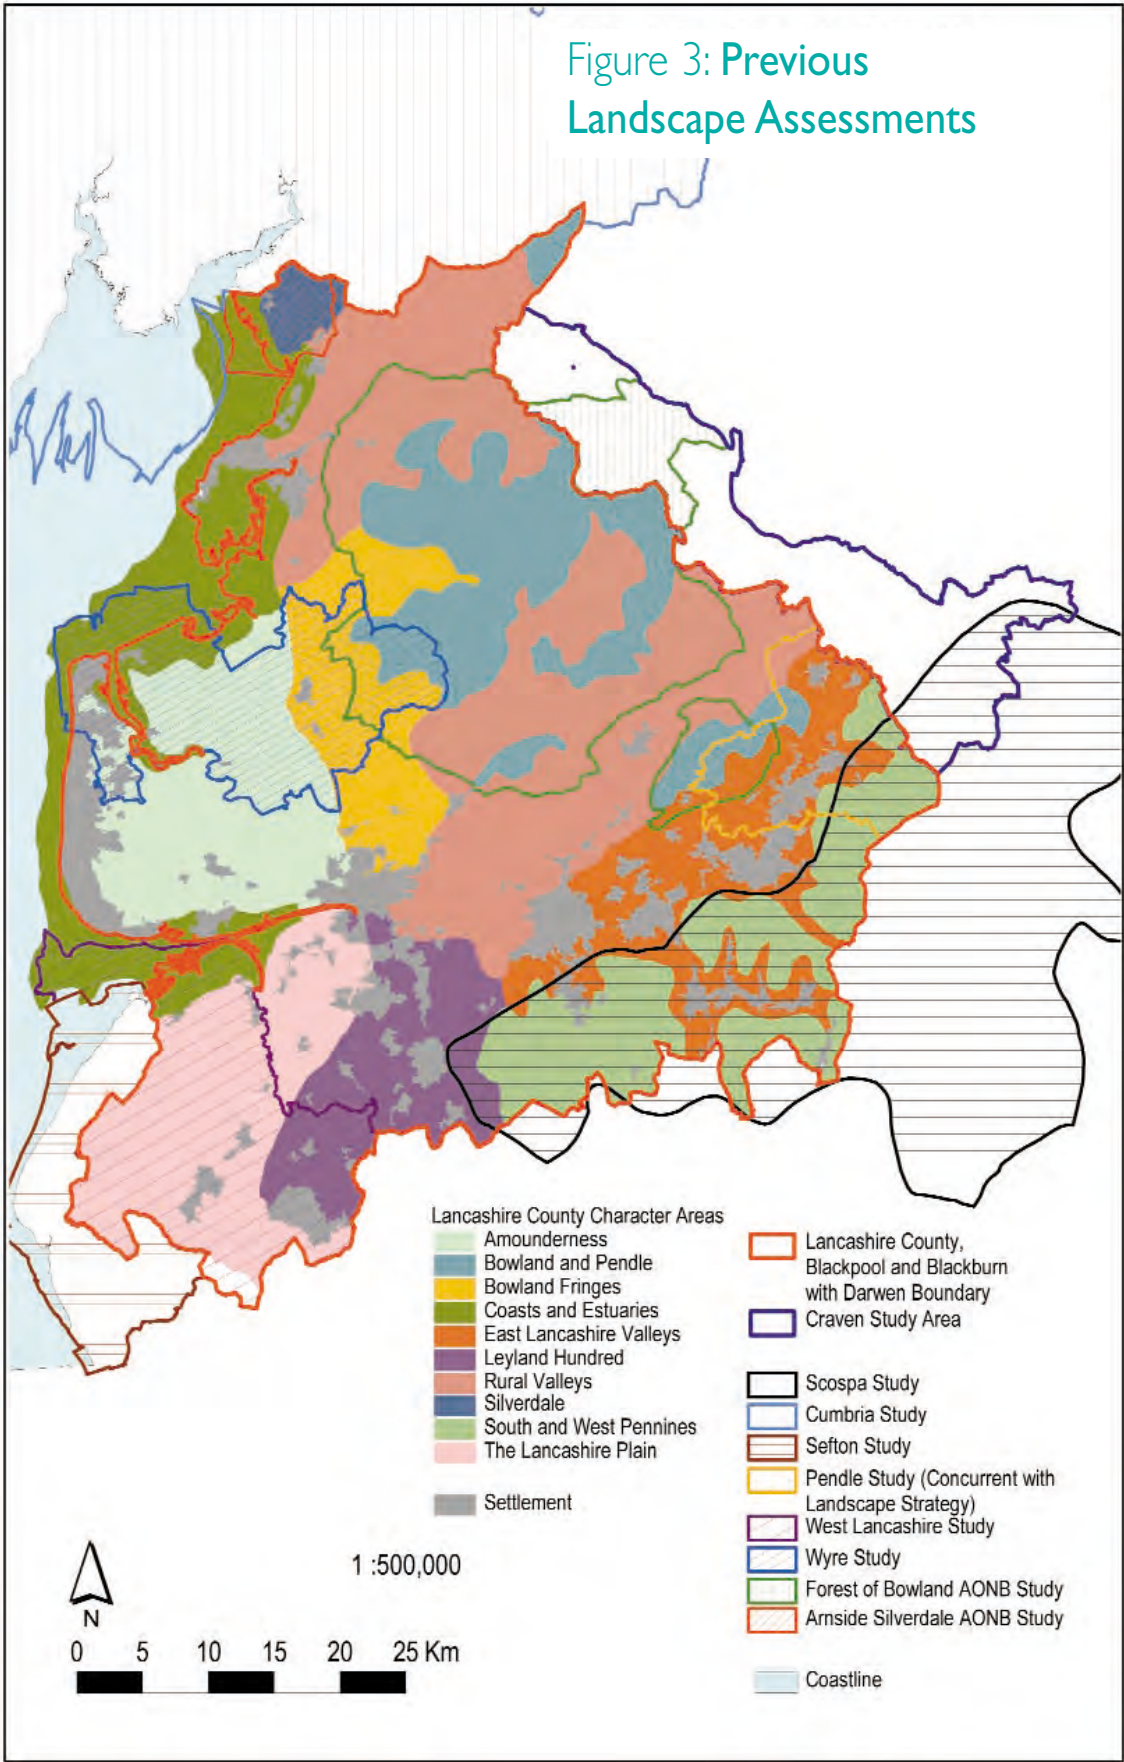 Figure 3: Previous
Landscape Assessments
Lancashire County Character Areas
Amounderness
Bowland and Pendle
Bowland Fringes
Coasts and Estuaries
East Lancashire Valleys
Leyland Hundred
Rural Valleys
Silverdale
South and West Pennines
The Lancashire Plain
Settlement
Lancashire County,
Blackpool and Blackburn
with Darwen Boundary
Craven Study Area
Scospa Study
Cumbria Study
Sefton Study
Pendle Study (Concurrent with
Landscape Strategy)
West Lancashire Study
Wyre Study
Forest of Bowland AONB Study
Arnside Silverdale AONB Study
Coastline
N
1 :500,000
0 5 10 15 20 25 Km